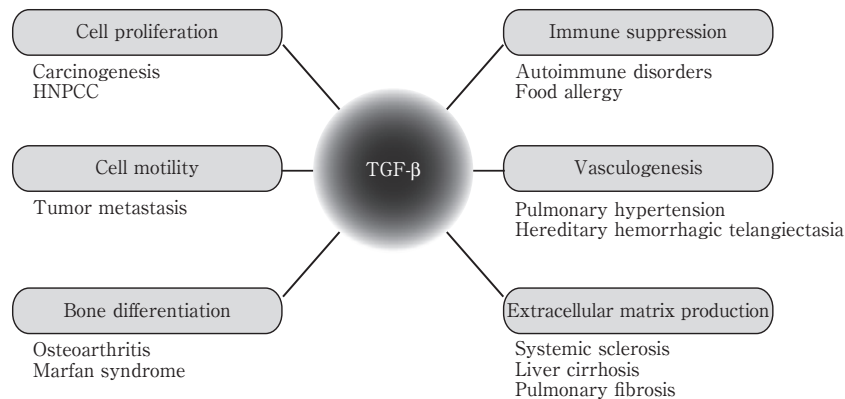 Cell proliferation
Carcinogenesis
HNPCC
Cell motility
Tumor metastasis
Bone differentiation
Osteoarthritis
Marfan syndrome
TGF-β
Immune suppression
Autoimmune disorders
Food allergy
Vasculogenesis
Pulmonary hypertension
Hereditary hemorrhagic telangiectasia
Extracellular matrix production
Systemic sclerosis
Liver cirrhosis
Pulmonary fibrosis